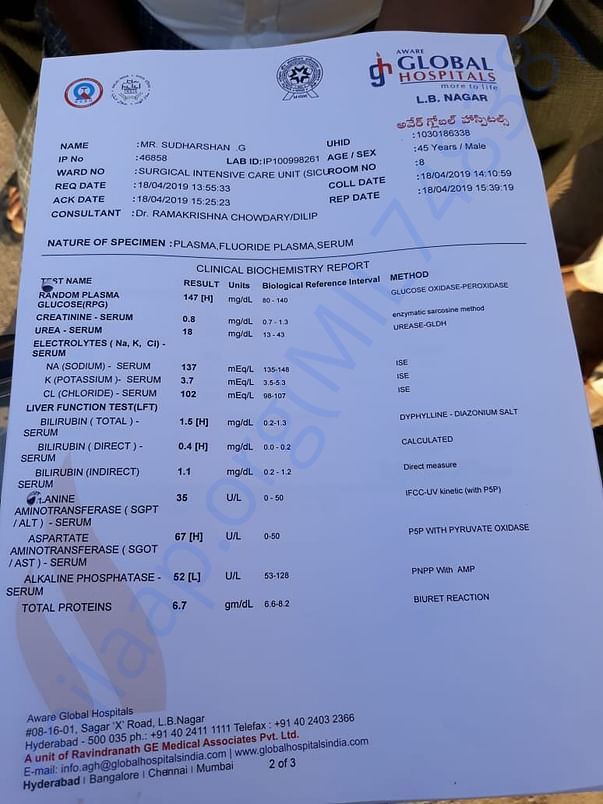 AWARE
gh GLOBAL
HOSPITALS
more to life
L.B. NAGAR
అవేర్ గ్లోబల్ హాస్పిటల్స్
NAME :MR. SUDHARSHAN .G UHID :1030186338
IP No :46858 LAB ID:IP100998261 AGE / SEX :45 Years / Male
WARD NO :SURGICAL INTENSIVE CARE UNIT (SICU ROOM NO :8
REQ DATE :18/04/2019 13:55:33 COLL DATE :18/04/2019 14:10:59
ACK DATE :18/04/2019 15:25:23 REP DATE :18/04/2019 15:39:19
CONSULTANT :Dr. RAMAKRISHNA CHOWDARY/DILIP
NATURE OF SPECIMEN :PLASMA,FLUORIDE PLASMA,SERUM
CLINICAL BIOCHEMISTRY REPORT
TEST NAME RESULT Units Biological Reference Interval METHOD
RANDOM PLASMA GLUCOSE(RPG) 147 [H] mg/dL 80 - 140 GLUCOSE OXIDASE-PEROXIDASE
CREATININE - SERUM 0.8 mg/dL 0.7 - 1.3 enzymatic sarcosine method
UREA - SERUM 18 mg/dL 13 - 43 UREASE-GLDH
ELECTROLYTES ( Na, K, Cl) -
SERUM
NA (SODIUM) - SERUM 137 mEq/L 135-148 ISE
K (POTASSIUM )- SERUM 3.7 mEq/L 3.5-5.3 ISE
CL (CHLORIDE) - SERUM 102 mEq/L 98-107 ISE
LIVER FUNCTION TEST(LFT)
BILIRUBIN ( TOTAL ) - 1.5 [H] mg/dL 0.2-1.3 DYPHYLLINE - DIAZONIUM SALT
SERUM
BILIRUBIN ( DIRECT ) - 0.4 [H] mg/dL 0.0 - 0.2 CALCULATED
SERUM
BILIRUBIN (INDIRECT) 1.1 mg/dL 0.2 - 1.2 Direct measure
SERUM
ALANINE 35 U/L 0 - 50 IFCC-UV kinetic (with P5P)
AMINOTRANSFERASE ( SGPT
/ ALT ) - SERUM
ASPARTATE 67 [H] U/L 0-50 P5P WITH PYRUVATE OXIDASE
AMINOTRANSFERASE ( SGOT
/ AST ) - SERUM
ALKALINE PHOSPHATASE - 52 [L] U/L 53-128 PNPP With AMP
SERUM
TOTAL PROTEINS 6.7 gm/dL 6.6-8.2 BIURET REACTION
Aware Global Hospitals
#08-16-01, Sagar 'X' Road, L.B.Nagar
Hyderabad - 500 035 ph.: +91 40 2411 1111 Telefax : +91 40 2403 2366
A unit of Ravindranath GE Medical Associates Pvt. Ltd.
E-mail: info.agh@globalhospitalsindia.com | www.globalhospitalsindia.com
Hyderabad | Bangalore | Chennai | Mumbai 2 of 3